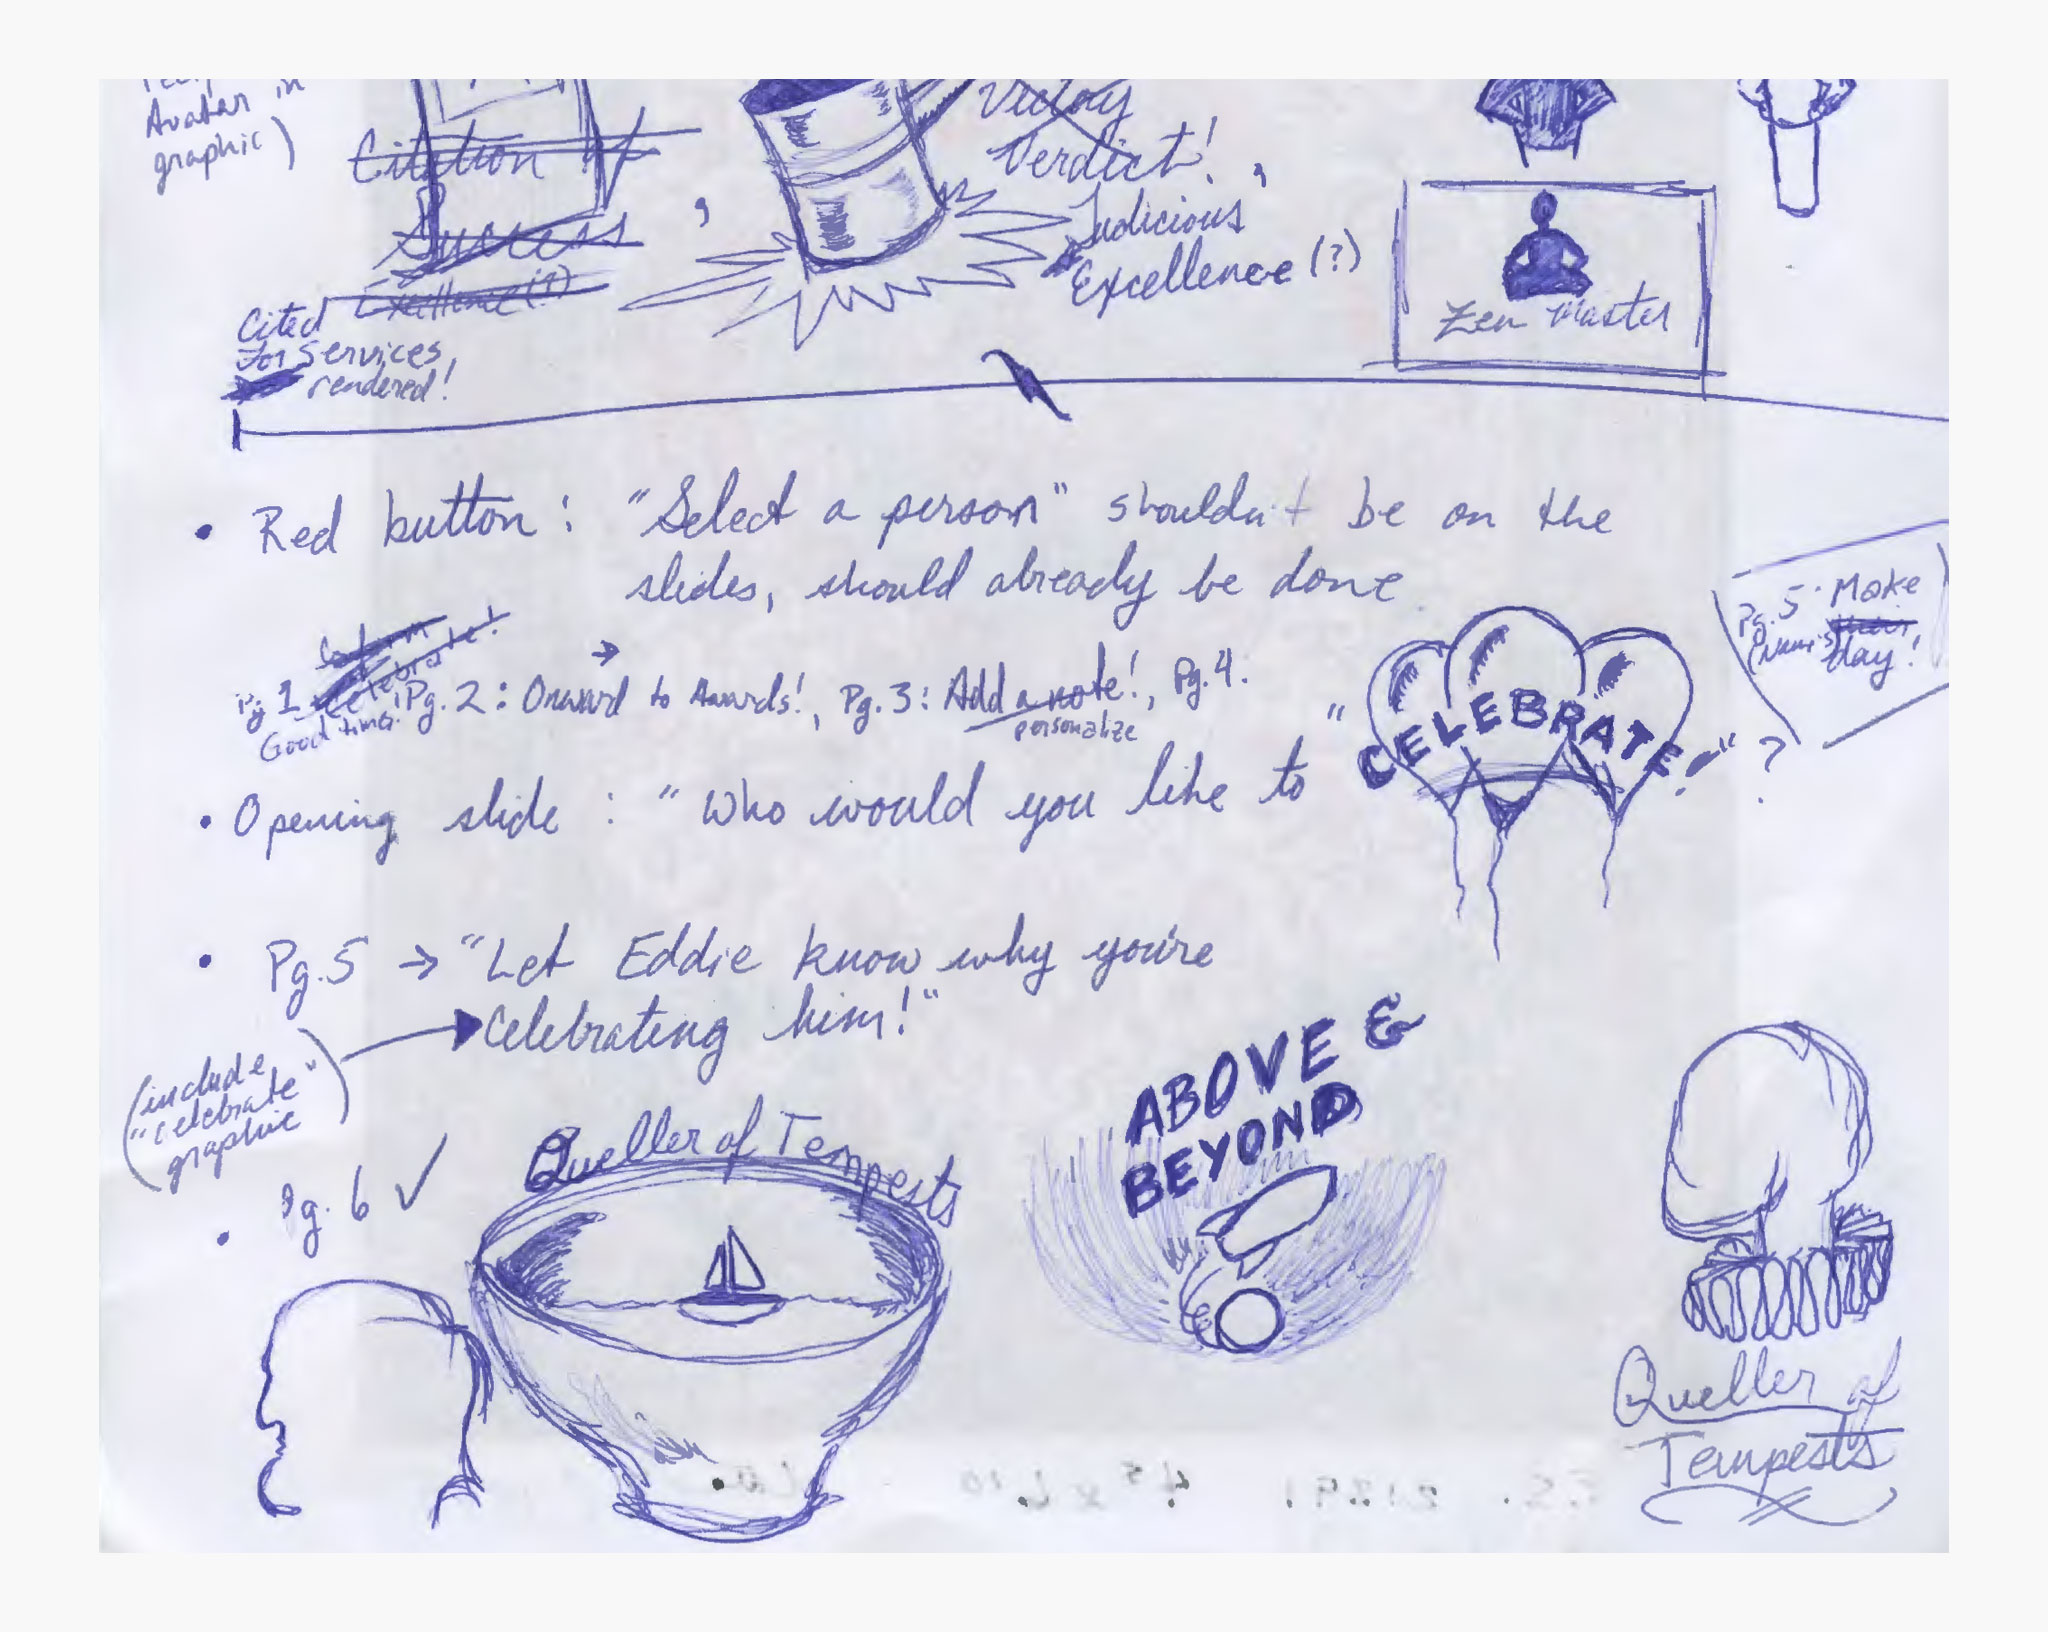 Avatar in
graphic)
Citation of
Success
Excellence (?)
Cited
For Services
rendered!
,
Victory
Verdict!,
Judicious
Excellence (?)
Zen Master
• Red button: "Select a person" shouldn't be on the
slides, should already be done.
Pg 1 Celebrate! Pg. 2: Onward → to Awards!, Pg. 3: Add a note!, Pg. 4.
Good times.
personalize
Pg. 5. Make
day!
• Opening slide: "Who would you like to "CELEBRATE!"?
• Pg. 5 → "Let Eddie know why you're
Celebrating him!"
(include
"celebrate"
graphic
• Pg. 6 ✓
Queller of Tempests
ABOVE &
BEYOND
Queller of
Tempests